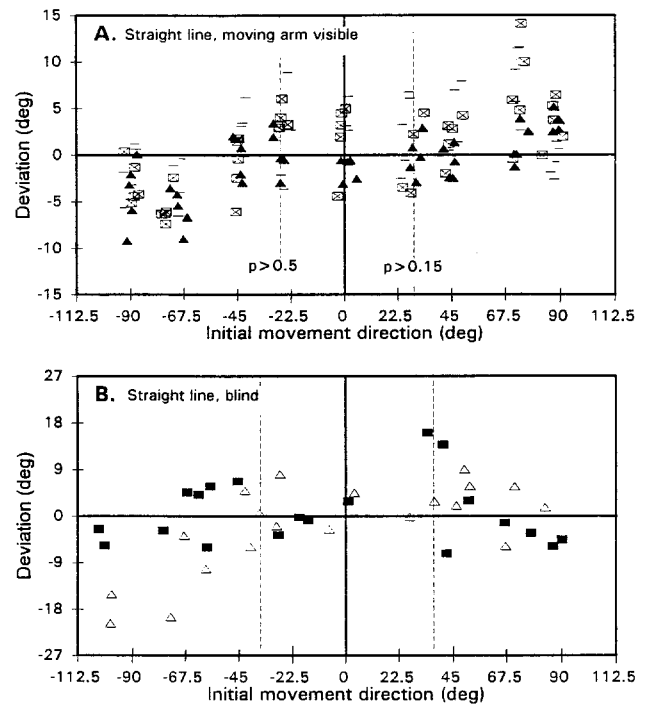 A. Straight line, moving arm visible
15
10
5
0
-5
-10
-15
Deviation (deg)
p>0.5
p>0.15
-112.5 -90 -67.5 -45 -22.5 0 22.5 45 67.5 90 112.5
Initial movement direction (deg)
B. Straight line, blind
27
18
9
0
-9
-18
-27
Deviation (deg)
-112.5 -90 -67.5 -45 -22.5 0 22.5 45 67.5 90 112.5
Initial movement direction (deg)